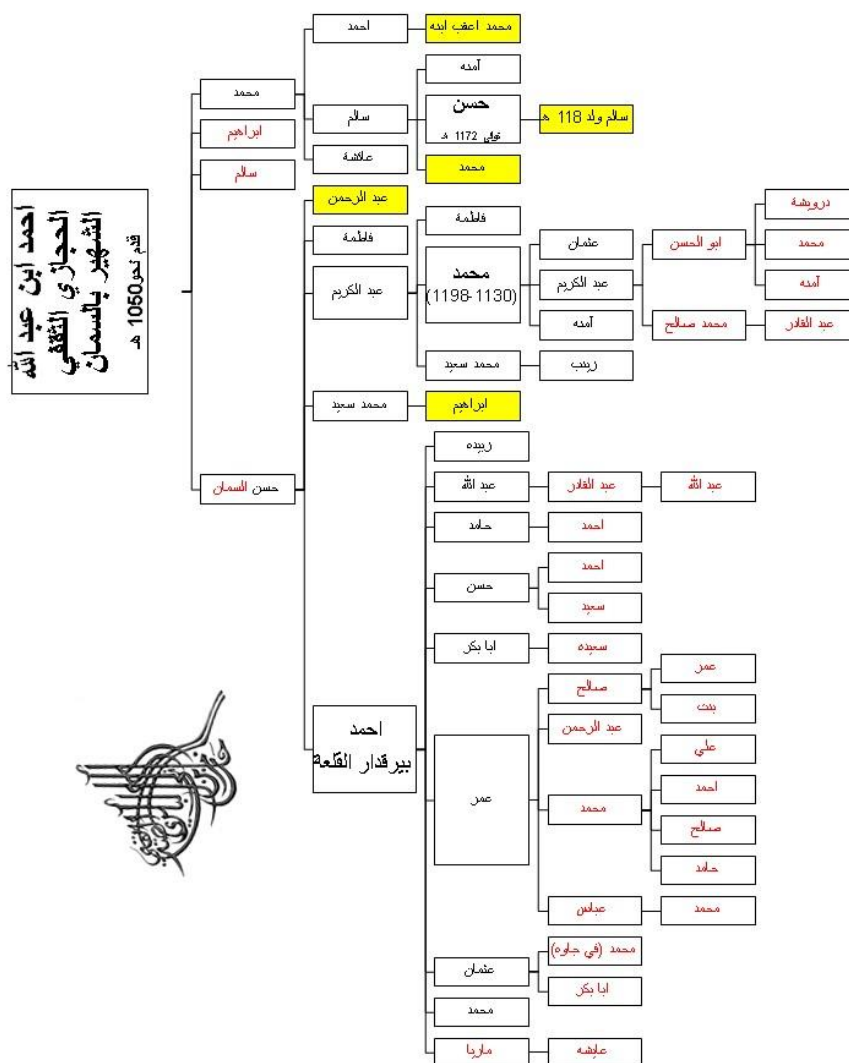 احمد ابن عبد الله
الحجازي الثقفي
الشهير بالسمان
قدم نحو 1050 هـ
محمد
ابراهيم
سالم
حسن السمان
احمد
سالم
عائشة
عبد الرحمن
فاطمة
عبد الكريم
محمد سعيد
احمد
بيرقدار القلعة
محمد اعقب ابنه
آمنه
حسن
توفي 1172 هـ
محمد
سالم ولد 118 هـ
فاطمة
محمد
(1130-1198)
محمد سعيد
عثمان
عبد الكريم
آمنه
زينب
ابو الحسن
محمد صالح
درويشة
محمد
آمنه
عبد القادر
ابراهيم
زبيده
عبد الله
عبد القادر
عبد الله
حامد
احمد
حسن
احمد
سعيد
ابا بكر
سعيده
عمر
صالح
عمر
بنت
عبد الرحمن
محمد
علي
احمد
صالح
حامد
عباس
محمد
عثمان
محمد (في جاوه)
ابا بكر
محمد
ماريا
عايشه